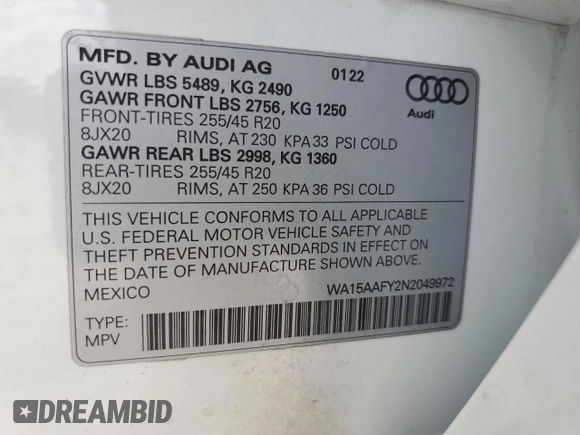 MFD. BY AUDI AG 0122
GVWR LBS 5489, KG 2490
GAWR FRONT LBS 2756, KG 1250
FRONT-TIRES 255/45 R20
8JX20 RIMS, AT 230 KPA 33 PSI COLD
GAWR REAR LBS 2998, KG 1360
REAR-TIRES 255/45 R20
8JX20 RIMS, AT 250 KPA 36 PSI COLD
Audi
THIS VEHICLE CONFORMS TO ALL APPLICABLE
U.S. FEDERAL MOTOR VEHICLE SAFETY AND
THEFT PREVENTION STANDARDS IN EFFECT ON
THE DATE OF MANUFACTURE SHOWN ABOVE.
MEXICO WA15AAFY2N2049972
TYPE:
MPV
DREAMBID